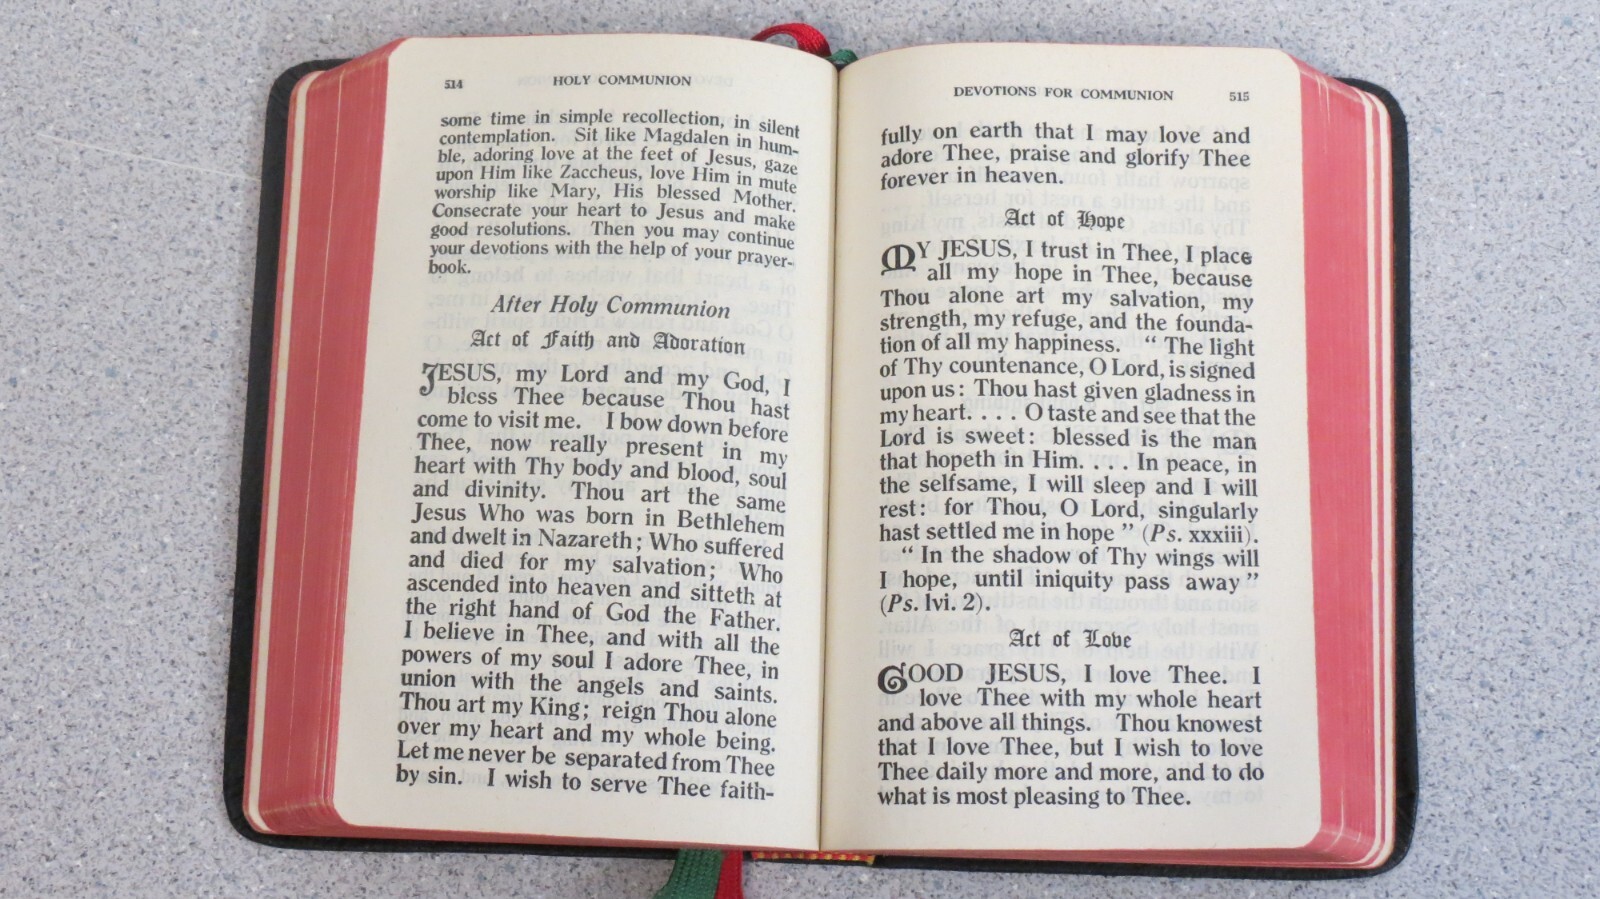 514
HOLY COMMUNION
some time in simple recollection, in silent
contemplation. Sit like Magdalen in hum-
ble, adoring love at the feet of Jesus, gaze
upon Him like Zaccheus, love Him in mute
worship like Mary, His blessed Mother.
Consecrate your heart to Jesus and make
good resolutions. Then you may continue
your devotions with the help of your prayer-
book.
After Holy Communion
Act of Faith and Adoration
JESUS, my Lord and my God, I
bless Thee because Thou hast
come to visit me. I bow down before
Thee, now really present in my
heart with Thy body and blood, soul
and divinity. Thou art the same
Jesus Who was born in Bethlehem
and dwelt in Nazareth; Who suffered
and died for my salvation; Who
ascended into heaven and sitteth at
the right hand of God the Father.
I believe in Thee, and with all the
powers of my soul I adore Thee, in
union with the angels and saints.
Thou art my King; reign Thou alone
over my heart and my whole being.
Let me never be separated from Thee
by sin. I wish to serve Thee faith-
DEVOTIONS FOR COMMUNION
515
fully on earth that I may love and
adore Thee, praise and glorify Thee
forever in heaven.
Act of Hope
MY JESUS, I trust in Thee, I place
all my hope in Thee, because
Thou alone art my salvation, my
strength, my refuge, and the founda-
tion of all my happiness. “ The light
of Thy countenance, O Lord, is signed
upon us: Thou hast given gladness in
my heart. . . . O taste and see that the
Lord is sweet: blessed is the man
that hopeth in Him. . . . In peace, in
the selfsame, I will sleep and I will
rest: for Thou, O Lord, singularly
hast settled me in hope ” (Ps. xxxiii).
“ In the shadow of Thy wings will
I hope, until iniquity pass away ”
(Ps. lvi. 2).
Act of Love
GOOD JESUS, I love Thee. I
love Thee with my whole heart
and above all things. Thou knowest
that I love Thee, but I wish to love
Thee daily more and more, and to do
what is most pleasing to Thee.